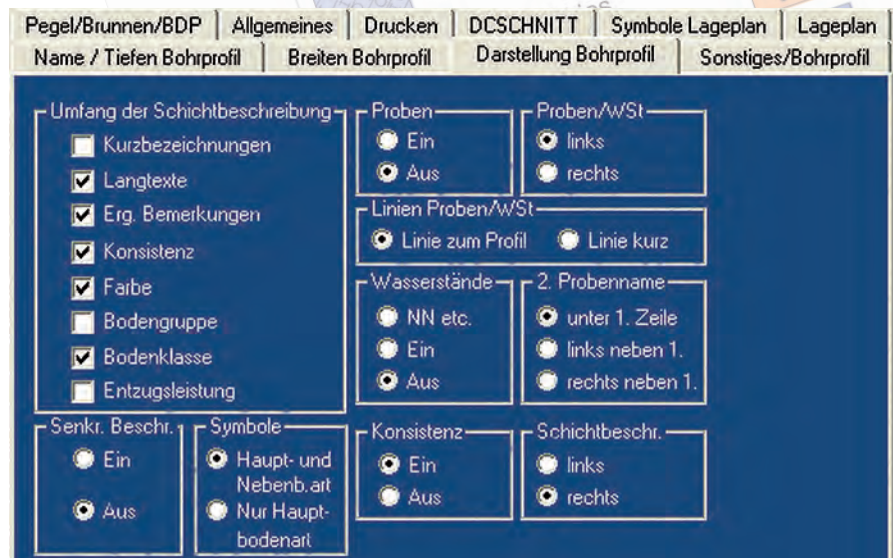 Pegel/Brunnen/BDP Allgemeines Drucken DCSCHNITT Symbole Lageplan Lageplan
Name / Tiefen Bohrprofil Breiten Bohrprofil Darstellung Bohrprofil Sonstiges/Bohrprofil
Umfang der Schichtbeschreibung
Kurzbezeichnungen
Langtexte
Erg. Bemerkungen
Konsistenz
Farbe
Bodengruppe
Bodenklasse
Entzugsleistung
Proben
Ein
Aus
Proben/WSt
links
rechts
Linien Proben/WSt
Linie zum Profil Linie kurz
Wasserstände
NN etc.
Ein
Aus
2. Probenname
unter 1. Zeile
links neben 1.
rechts neben 1.
Senkr. Beschr.
Ein
Aus
Symbole
Haupt- und
Nebenb.art
Nur Haupt-
bodenart
Konsistenz
Ein
Aus
Schichtbeschr.
links
rechts